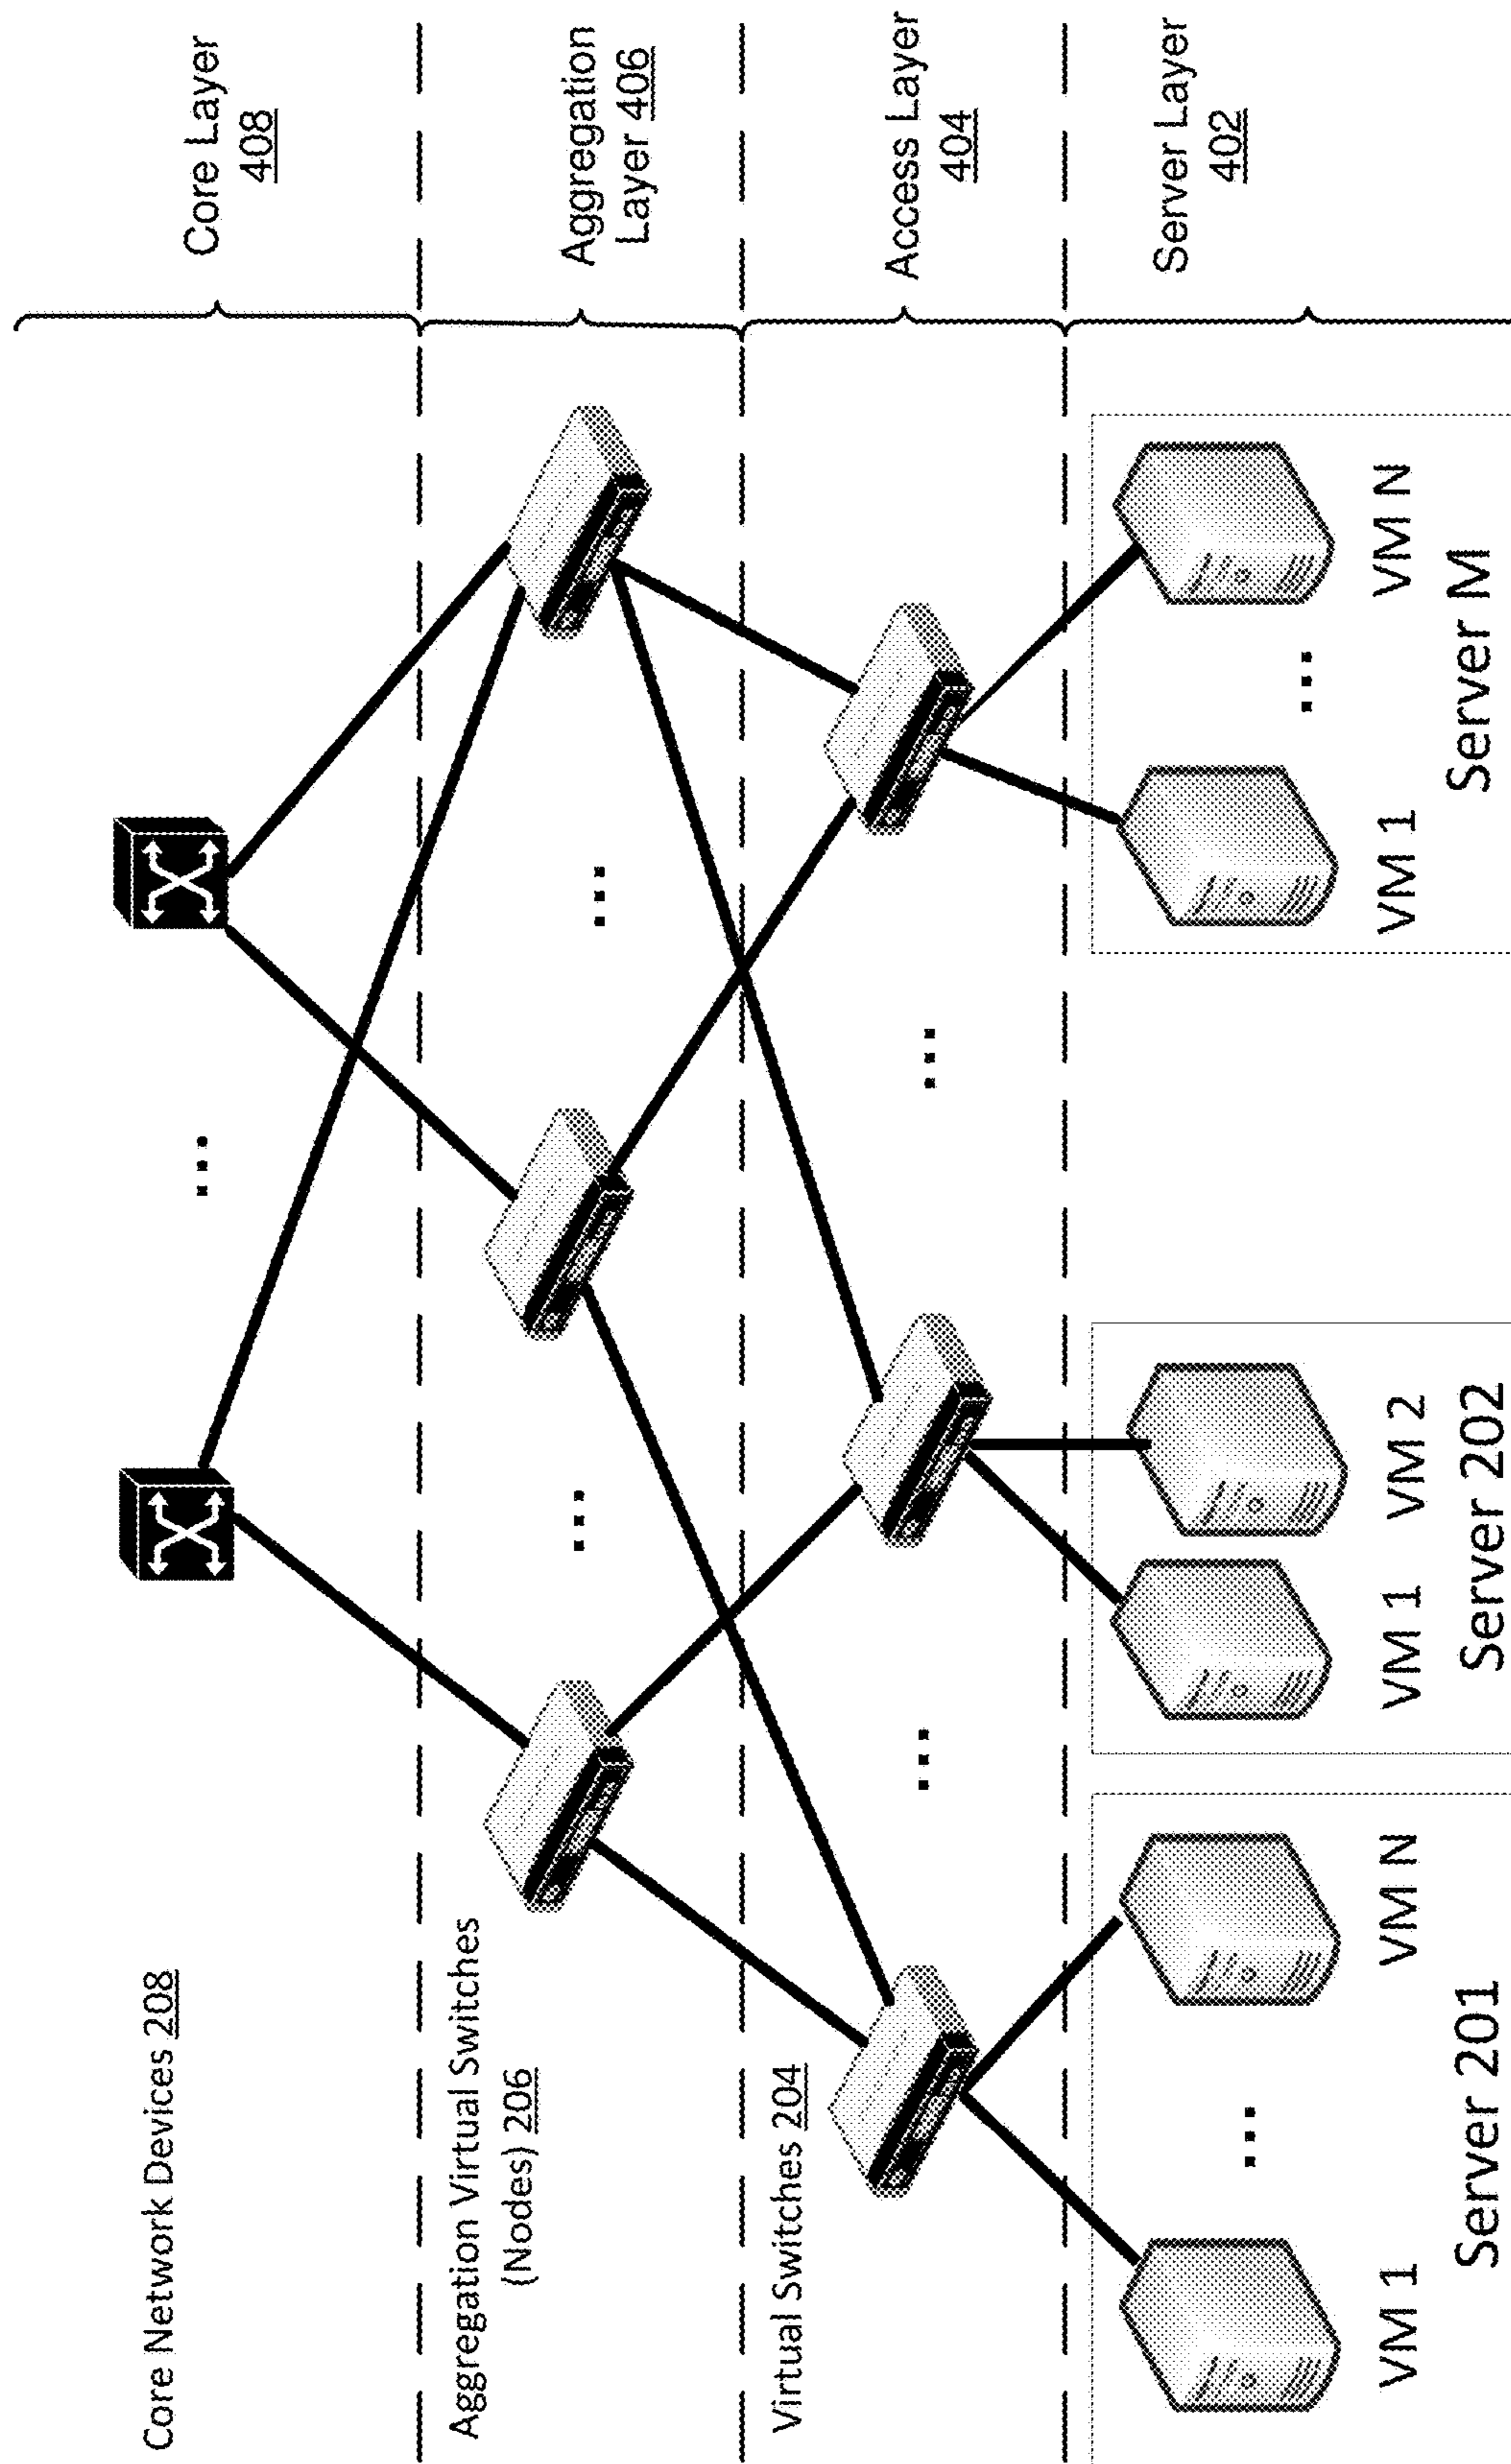 Core Network Devices 208
...
Core Layer
408
Aggregation Virtual Switches
(Nodes) 206
...
...
Aggregation
Layer 406
Virtual Switches 204
...
...
Access Layer
404
Server Layer
402
...
...
VM 1
VM N
VM 1
VM 2
VM 1
VM N
Server 201
Server 202
Server M